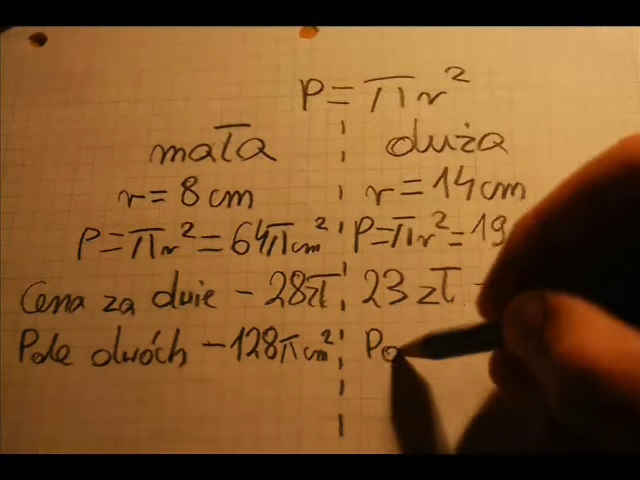 P = πr²
mała duża
r = 8 cm r = 14 cm
P = πr² = 64π cm² P = πr² = 19
Cena za dwie – 28 zł 23 zł
Pole dwóch – 128π cm² Po